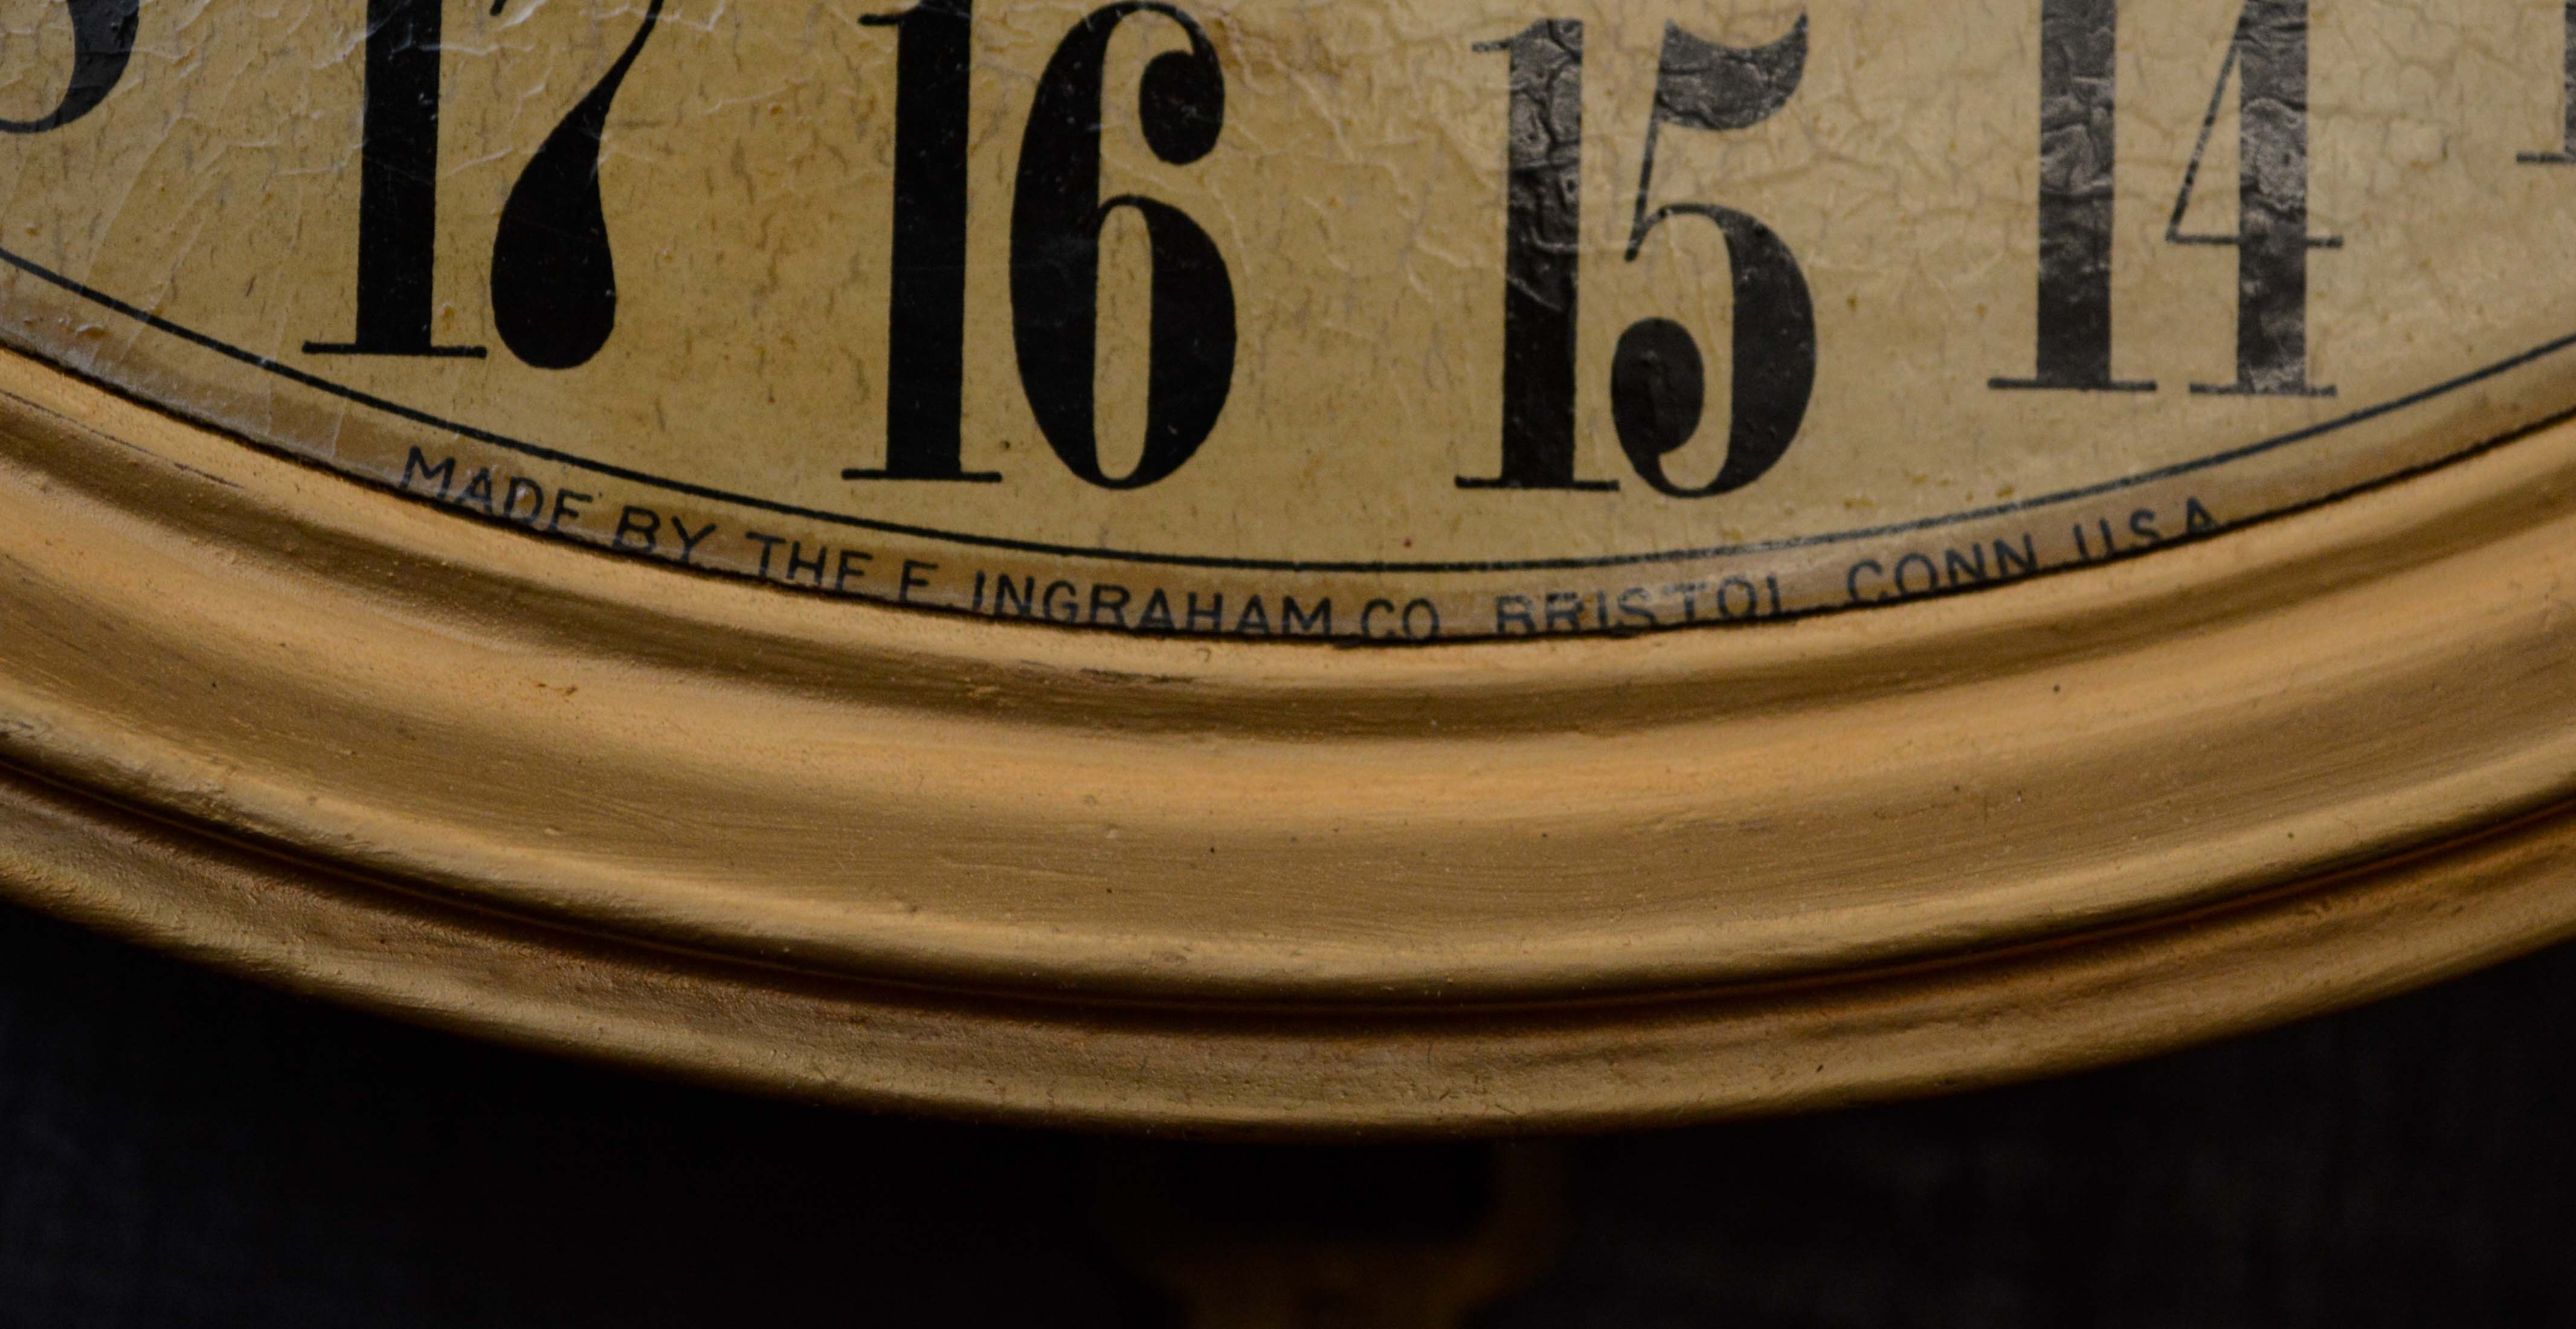 17 16 15 14
MADE BY THE E. INGRAHAM CO. BRISTOL CONN. U.S.A.